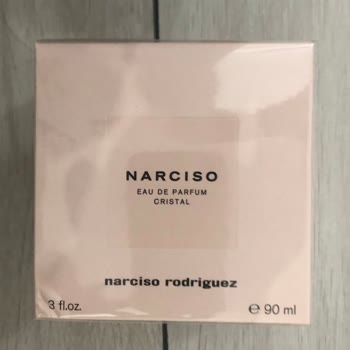 NARCISO
EAU DE PARFUM
CRISTAL
narciso rodriguez
3 fl.oz. ℮ 90 ml